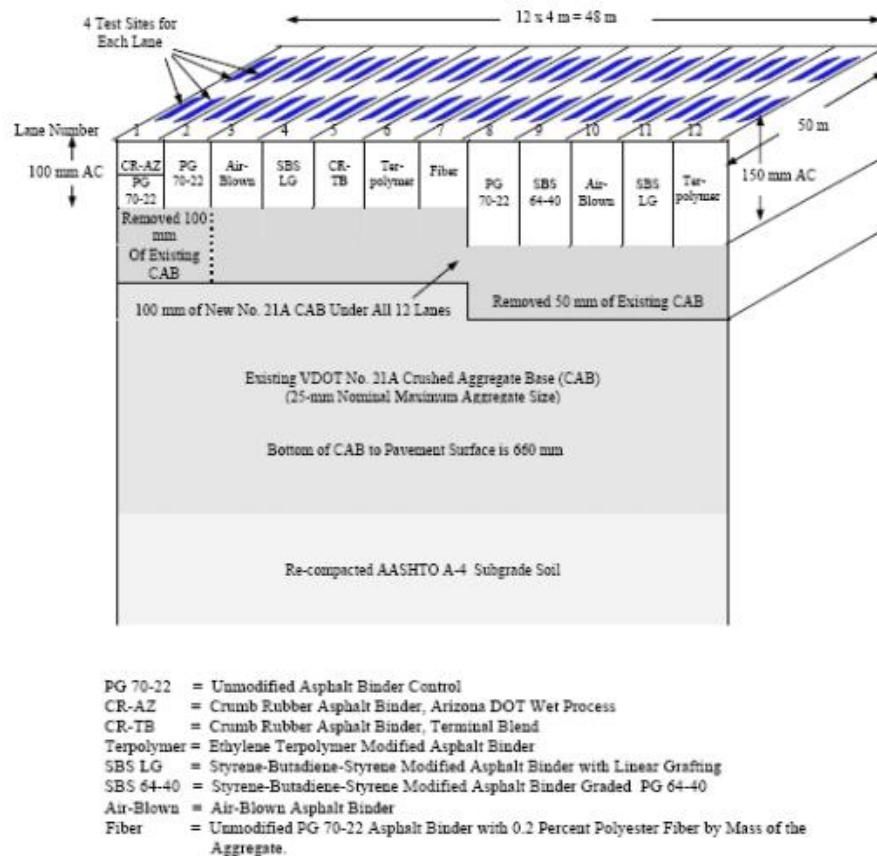 12 x 4 m = 48 m
4 Test Sites for
Each Lane
50 m
Lane Number
1 2 3 4 5 6 7 8 9 10 11 12
100 mm AC
150 mm AC
CR-AZ
PG
70-22
PG
70-22
Air-
Blown
SBS
LG
CR-
TB
Ter-
polymer
Fiber
PG
70-22
SBS
64-40
Air-
Blown
SBS
LG
Ter-
polymer
Removed 100
mm
Of Existing
CAB
100 mm of New No. 21A CAB Under All 12 Lanes
Removed 50 mm of Existing CAB
Existing VDOT No. 21A Crushed Aggregate Base (CAB)
(25-mm Nominal Maximum Aggregate Size)
Bottom of CAB to Pavement Surface is 660 mm
Re-compacted AASHTO A-4 Subgrade Soil
PG 70-22 = Unmodified Asphalt Binder Control
CR-AZ = Crumb Rubber Asphalt Binder, Arizona DOT Wet Process
CR-TB = Crumb Rubber Asphalt Binder, Terminal Blend
Terpolymer = Ethylene Terpolymer Modified Asphalt Binder
SBS LG = Styrene-Butadiene-Styrene Modified Asphalt Binder with Linear Grafting
SBS 64-40 = Styrene-Butadiene-Styrene Modified Asphalt Binder Graded PG 64-40
Air-Blown = Air-Blown Asphalt Binder
Fiber = Unmodified PG 70-22 Asphalt Binder with 0.2 Percent Polyester Fiber by Mass of the
Aggregate.